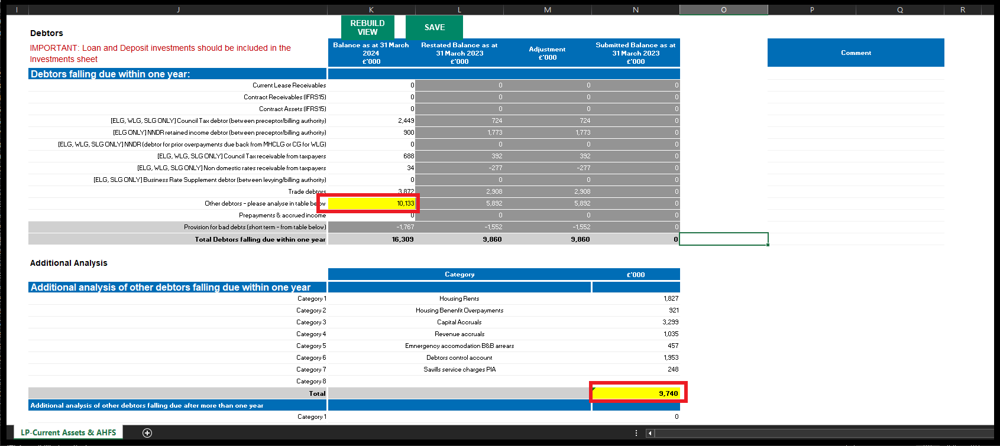 I J K L M N O P Q R
REBUILD VIEW SAVE
Debtors
IMPORTANT: Loan and Deposit investments should be included in the
Investments sheet
Balance as at 31 March 2024 £'000 Restated Balance as at 31 March 2023 £'000 Adjustment £'000 Submitted Balance as at 31 March 2023 £'000 Comment
Debtors falling due within one year:
Current Lease Receivables 0 0 0 0
Contract Receivables (IFRS15) 0 0 0 0
Contract Assets (IFRS15) 0 0 0 0
[ELG, WLG, SLG ONLY] Council Tax debtor (between preceptor/billing authority) 2,449 724 724 0
[ELG ONLY] NNDR retained income debtor (between preceptor/billing authority) 900 1,773 1,773 0
[ELG, WLG, SLG ONLY] NNDR (debtor for prior overpayments due back from MHCLG or CG for WLG) 0 0 0 0
[ELG, WLG, SLG ONLY] Council Tax receivable from taxpayers 688 392 392 0
[ELG, WLG, SLG ONLY] Non domestic rates receivable from taxpayers 34 -277 -277 0
[ELG, SLG ONLY] Business Rate Supplement debtor (between levying/billing authority) 0 0 0 0
Trade debtors 3,872 2,908 2,908 0
Other debtors - please analyse in table below 10,133 5,892 5,892 0
Prepayments & accrued income 0 0 0 0
Provision for bad debts (short term - from table below) -1,767 -1,552 -1,552 0
Total Debtors falling due within one year 16,309 9,860 9,860 0
Additional Analysis
Category £'000
Additional analysis of other debtors falling due within one year
Category 1 Housing Rents 1,827
Category 2 Housing Benenfit Overpayments 921
Category 3 Capital Accruals 3,299
Category 4 Revenue accruals 1,035
Category 5 Emnergency accomodation B&B arrears 457
Category 6 Debtors control account 1,953
Category 7 Savills service charges PIA 248
Category 8
Total 9,740
Additional analysis of other debtors falling due after more than one year
Category 1 0
LP-Current Assets & AHFS